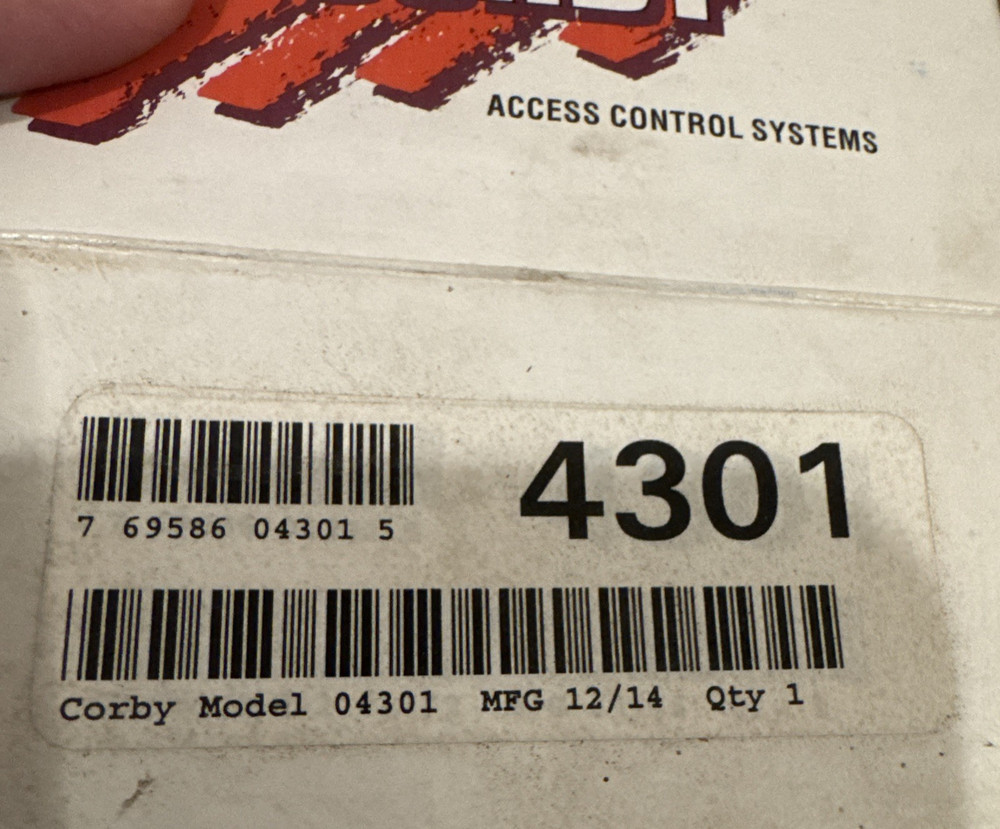 ACCESS CONTROL SYSTEMS
4301
7 69586 04301 5
Corby Model 04301 MFG 12/14 Qty 1